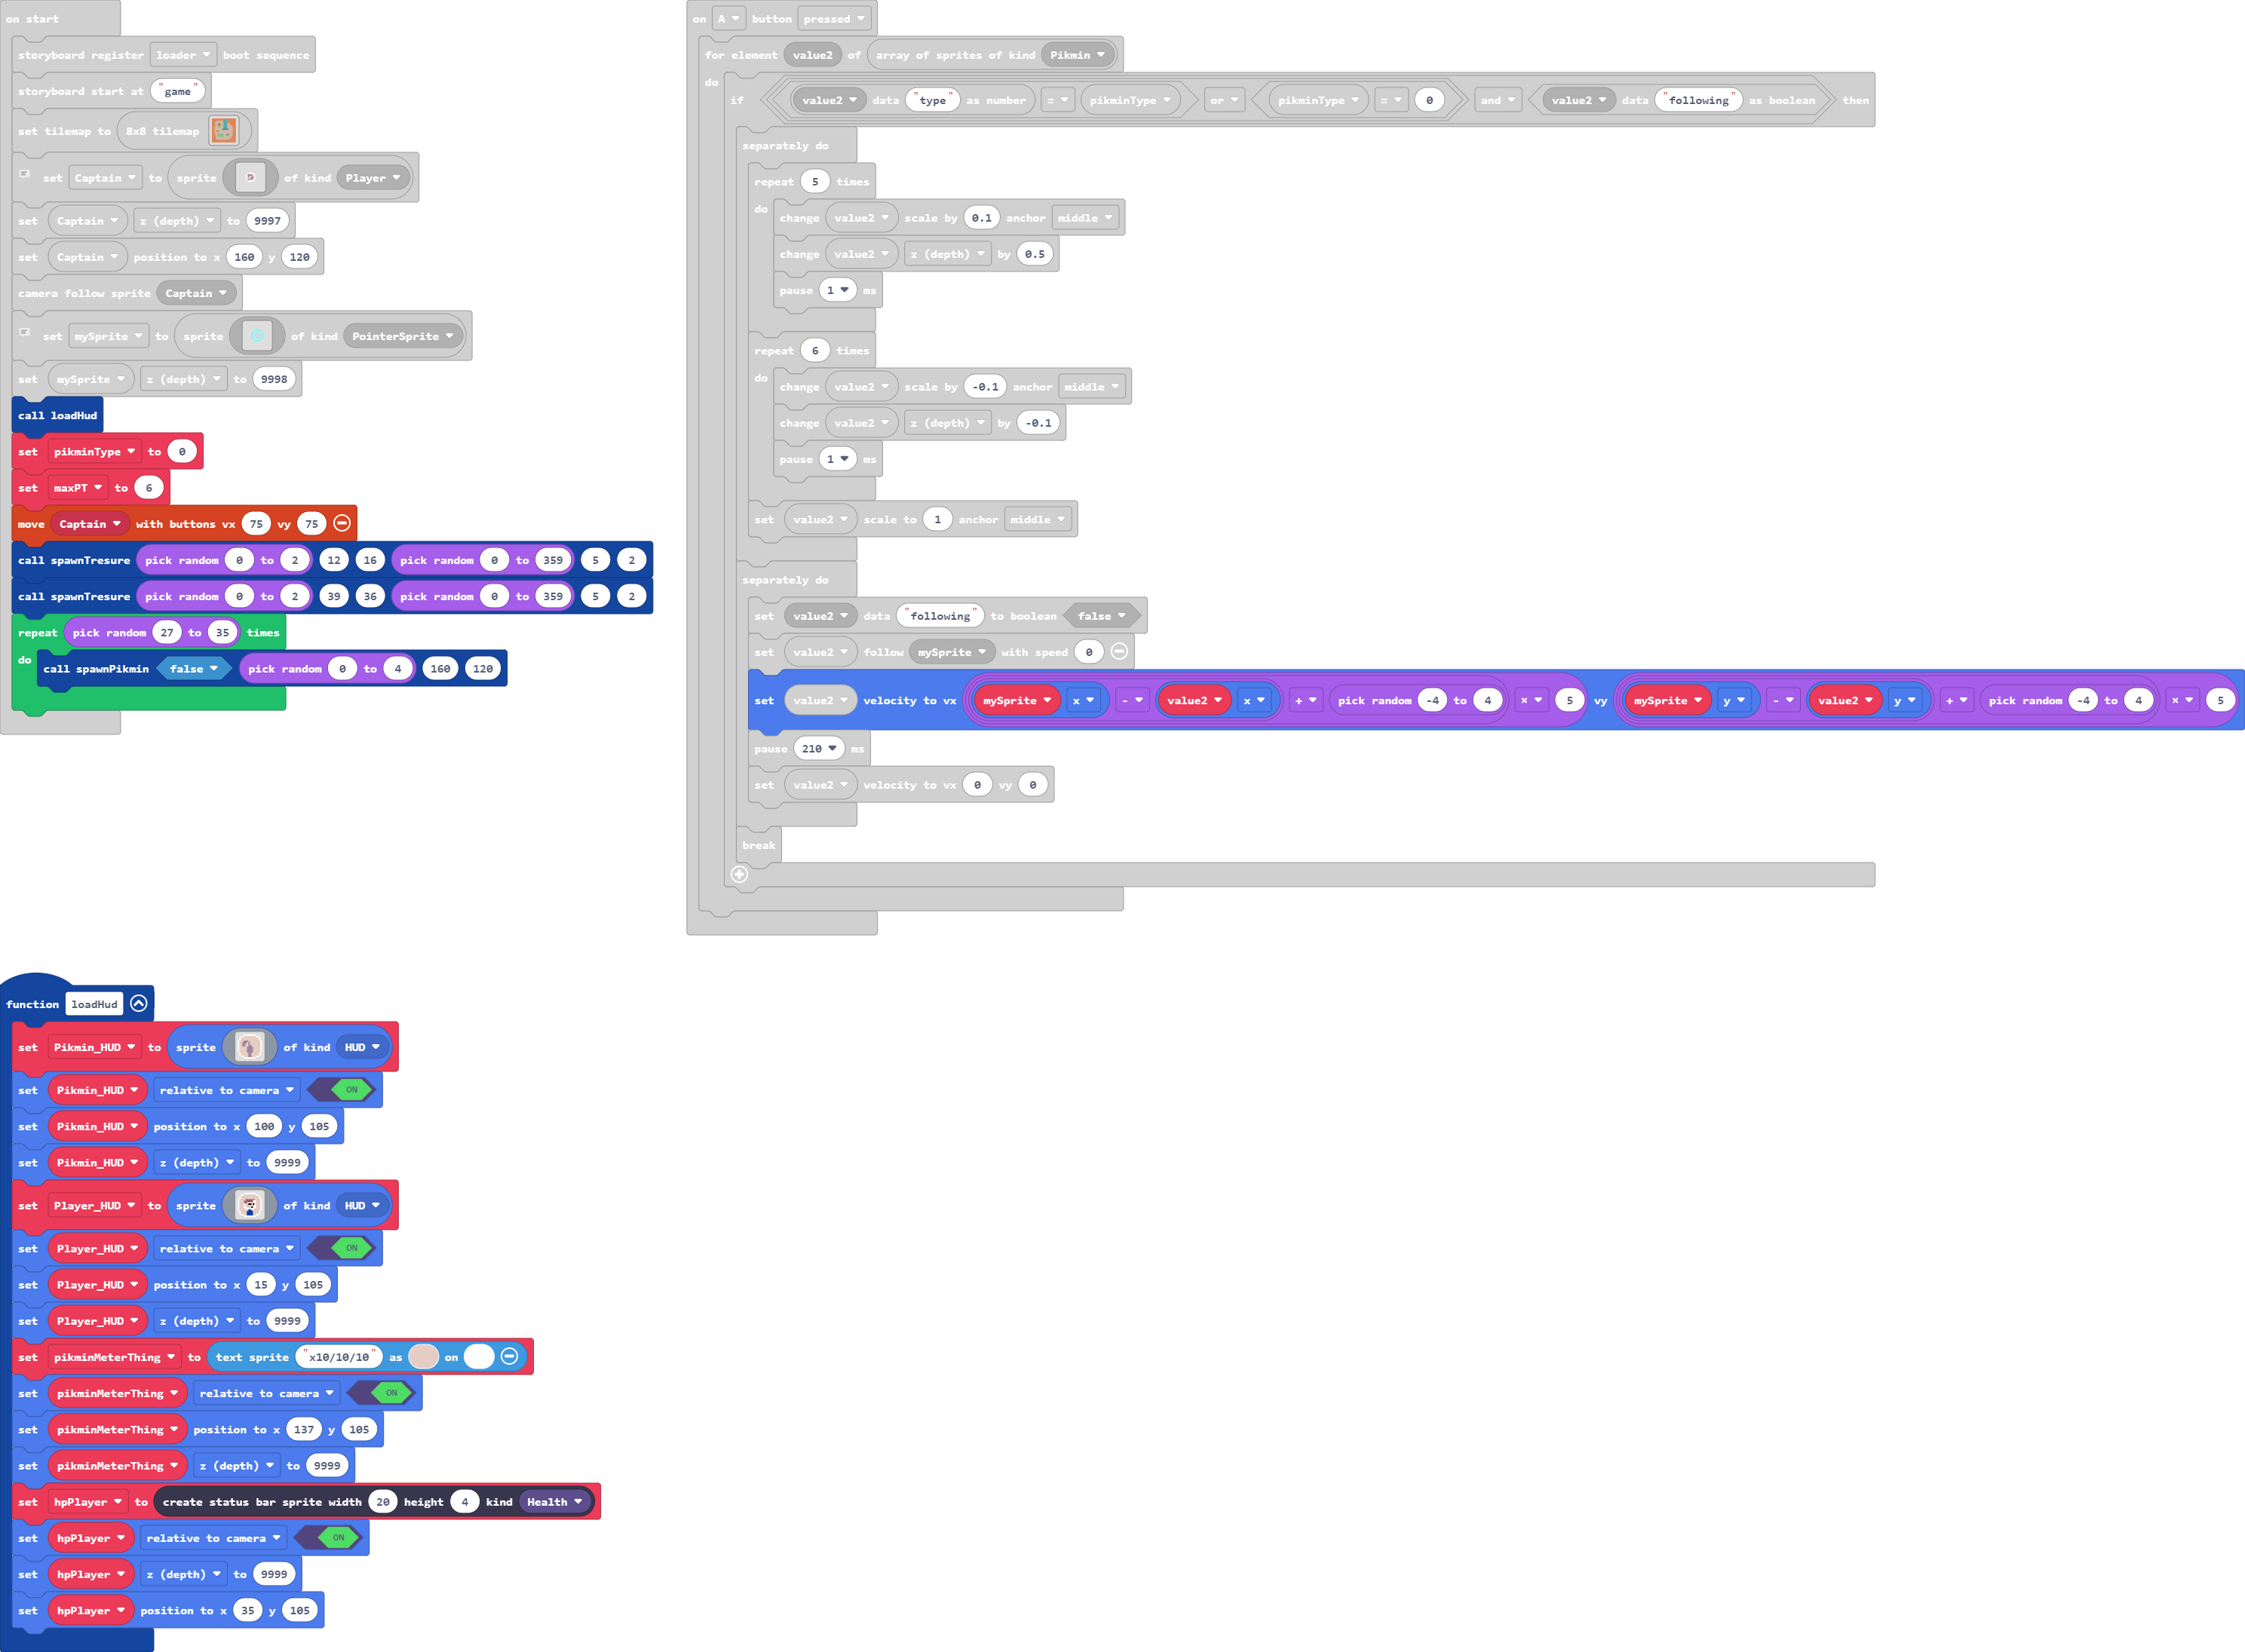 on start
storyboard register loader boot sequence
storyboard start at "game"
set tilemap to 8x8 tilemap
set Captain to sprite of kind Player
set Captain z (depth) to 9997
set Captain position to x 160 y 120
camera follow sprite Captain
set mySprite to sprite of kind PointerSprite
set mySprite z (depth) to 9998
call loadHud
set pikminType to 0
set maxPT to 6
move Captain with buttons vx 75 vy 75
call spawnTresure pick random 0 to 2 12 16 pick random 0 to 359 5 2
call spawnTresure pick random 0 to 2 39 36 pick random 0 to 359 5 2
repeat pick random 27 to 35 times
do call spawnPikmin false pick random 0 to 4 160 120
on A button pressed
for element value2 of array of sprites of kind Pikmin
do
if value2 data "type" as number = pikminType or pikminType = 0 and value2 data "following" as boolean then
separately do
repeat 5 times
do change value2 scale by 0.1 anchor middle
change value2 z (depth) by 0.5
pause 1 ms
repeat 6 times
do change value2 scale by -0.1 anchor middle
change value2 z (depth) by -0.1
pause 1 ms
set value2 scale to 1 anchor middle
separately do
set value2 data "following" to boolean false
set value2 follow mySprite with speed 0
set value2 velocity to vx mySprite x - value2 x + pick random -4 to 4 × 5 vy mySprite y - value2 y + pick random -4 to 4 × 5
pause 210 ms
set value2 velocity to vx 0 vy 0
break
function loadHud
set Pikmin_HUD to sprite of kind HUD
set Pikmin_HUD relative to camera ON
set Pikmin_HUD position to x 100 y 105
set Pikmin_HUD z (depth) to 9999
set Player_HUD to sprite of kind HUD
set Player_HUD relative to camera ON
set Player_HUD position to x 15 y 105
set Player_HUD z (depth) to 9999
set pikminMeterThing to text sprite "x10/10/10" as on
set pikminMeterThing relative to camera ON
set pikminMeterThing position to x 137 y 105
set pikminMeterThing z (depth) to 9999
set hpPlayer to create status bar sprite width 20 height 4 kind Health
set hpPlayer relative to camera ON
set hpPlayer z (depth) to 9999
set hpPlayer position to x 35 y 105